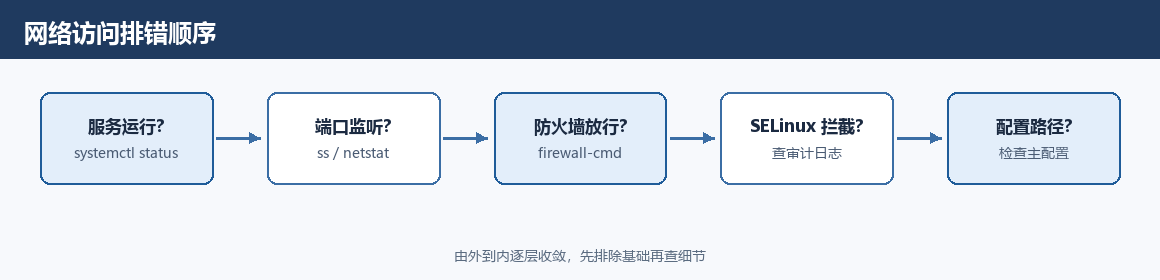 网络访问排错顺序
服务运行?
systemctl status
端口监听?
ss / netstat
防火墙放行?
firewall-cmd
SELinux 拦截?
查审计日志
配置路径?
检查主配置
由外到内逐层收敛，先排除基础再查细节